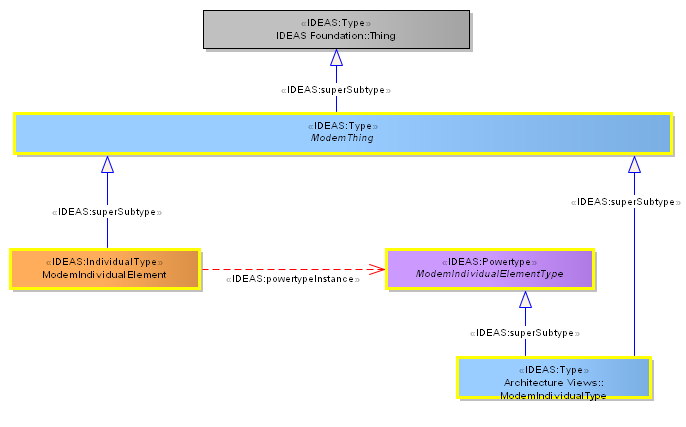 «IDEAS:Type»
IDEAS Foundation::Thing
«IDEAS:superSubtype»
«IDEAS:Type»
ModemThing
«IDEAS:superSubtype»
«IDEAS:superSubtype»
«IDEAS:IndividualType»
ModemIndividualElement
«IDEAS:powertypeInstance»
«IDEAS:Powertype»
ModemIndividualElementType
«IDEAS:superSubtype»
«IDEAS:Type»
Architecture Views::
ModemIndividualType